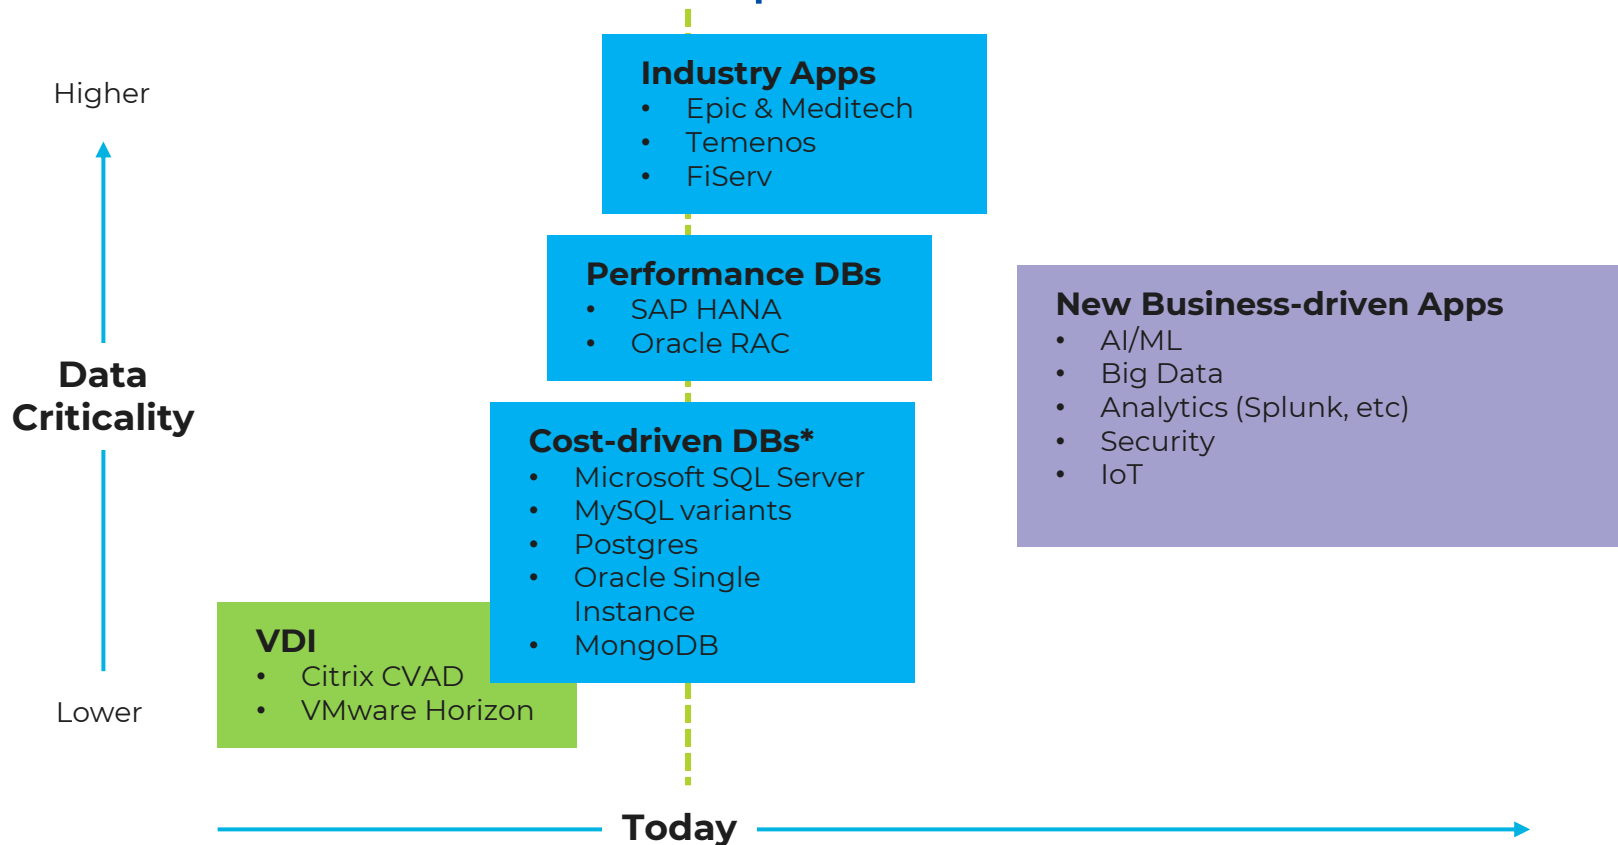 Higher
Data
Criticality
Lower
Industry Apps
• Epic & Meditech
• Temenos
• FiServ
Performance DBs
• SAP HANA
• Oracle RAC
Cost-driven DBs*
• Microsoft SQL Server
• MySQL variants
• Postgres
• Oracle Single
Instance
• MongoDB
VDI
• Citrix CVAD
• VMware Horizon
New Business-driven Apps
• AI/ML
• Big Data
• Analytics (Splunk, etc)
• Security
• IoT
Today